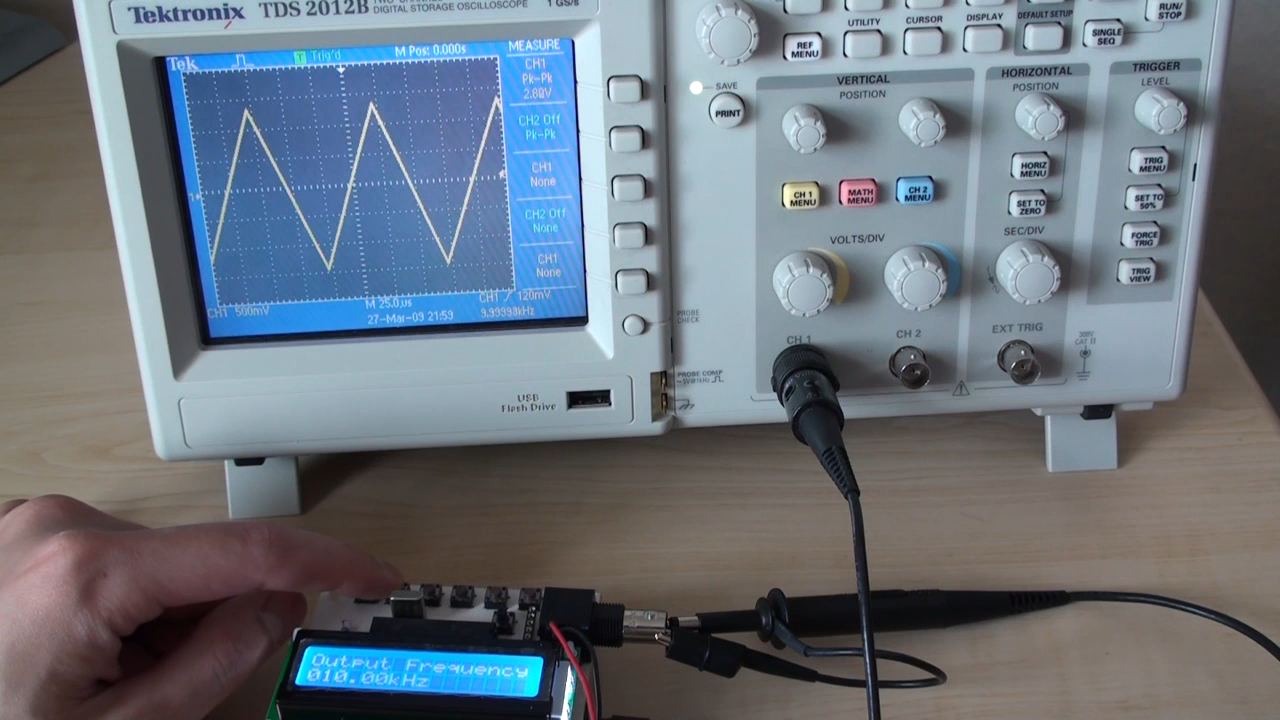 Tektronix TDS 2012B
DIGITAL STORAGE OSCILLOSCOPE
1 GS/s
Tek
T Trig'd
M Pos: 0.000s
MEASURE
CH1
Pk-Pk
CH2 Off
Pk-Pk
CH1
None
CH2 Off
None
CH1
None
CH1 500mV
M 25.0us
CH1 / 120mV
27-Mar-09 21:59
USB
Flash Drive
PROBE
CHECK
PROBE COMP
UTILITY
CURSOR
DISPLAY
DEFAULT SETUP
RUN/
STOP
REF
MENU
SINGLE
SEQ
SAVE
PRINT
VERTICAL
POSITION
HORIZONTAL
POSITION
TRIGGER
LEVEL
CH 1
MENU
MATH
MENU
CH 2
MENU
HORIZ
MENU
SET TO
ZERO
TRIG
MENU
SET TO
50%
FORCE
TRIG
TRIG
VIEW
VOLTS/DIV
SEC/DIV
CH 1
CH 2
EXT TRIG
300V
CAT II
Output Frequency
010.00kHz